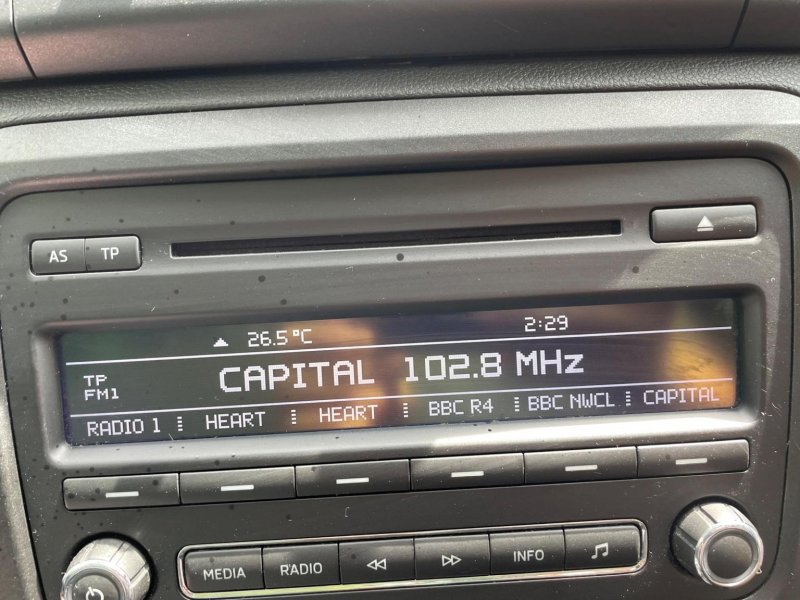 AS TP
26.5°C 2:29
TP
CAPITAL 102.8 MHz
FM1
RADIO 1 HEART HEART BBC R4 BBC NWCL CAPITAL
MEDIA RADIO INFO